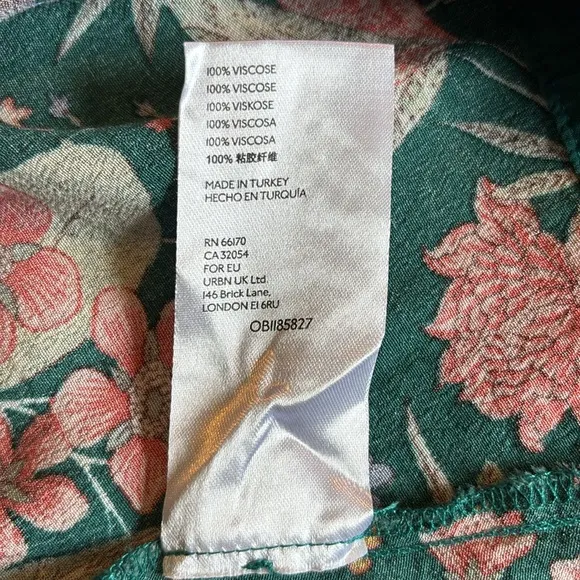 100% VISCOSE
100% VISCOSE
100% VISKOSE
100% VISCOSA
100% VISCOSA
100% 粘胶纤维
MADE IN TURKEY
HECHO EN TURQUÍA
RN 66170
CA 32054
FOR EU
URBN UK Ltd.
146 Brick Lane,
LONDON E1 6RU
OB1185827